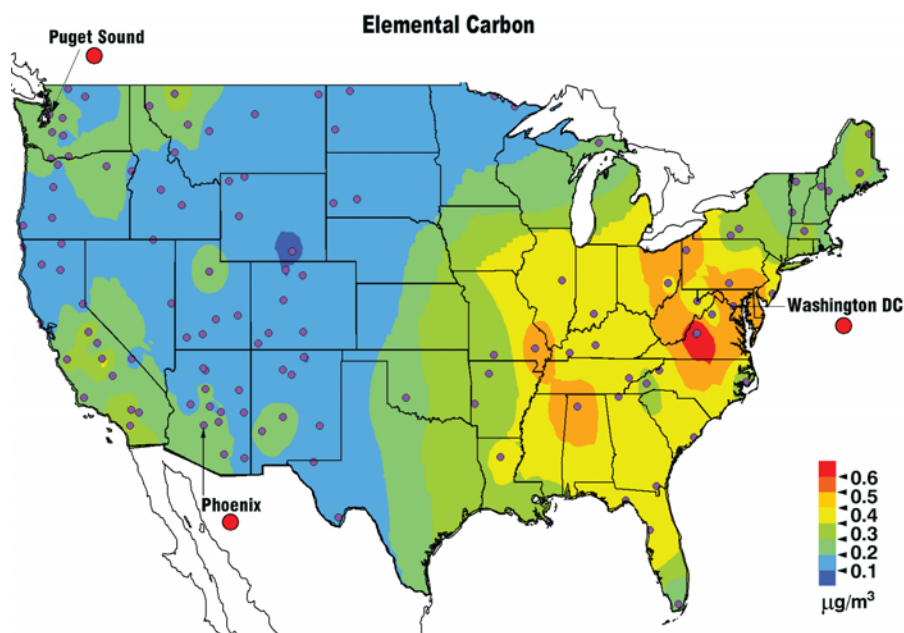 Elemental Carbon
Puget Sound
Washington DC
Phoenix
0.6
0.5
0.4
0.3
0.2
0.1
μg/m³